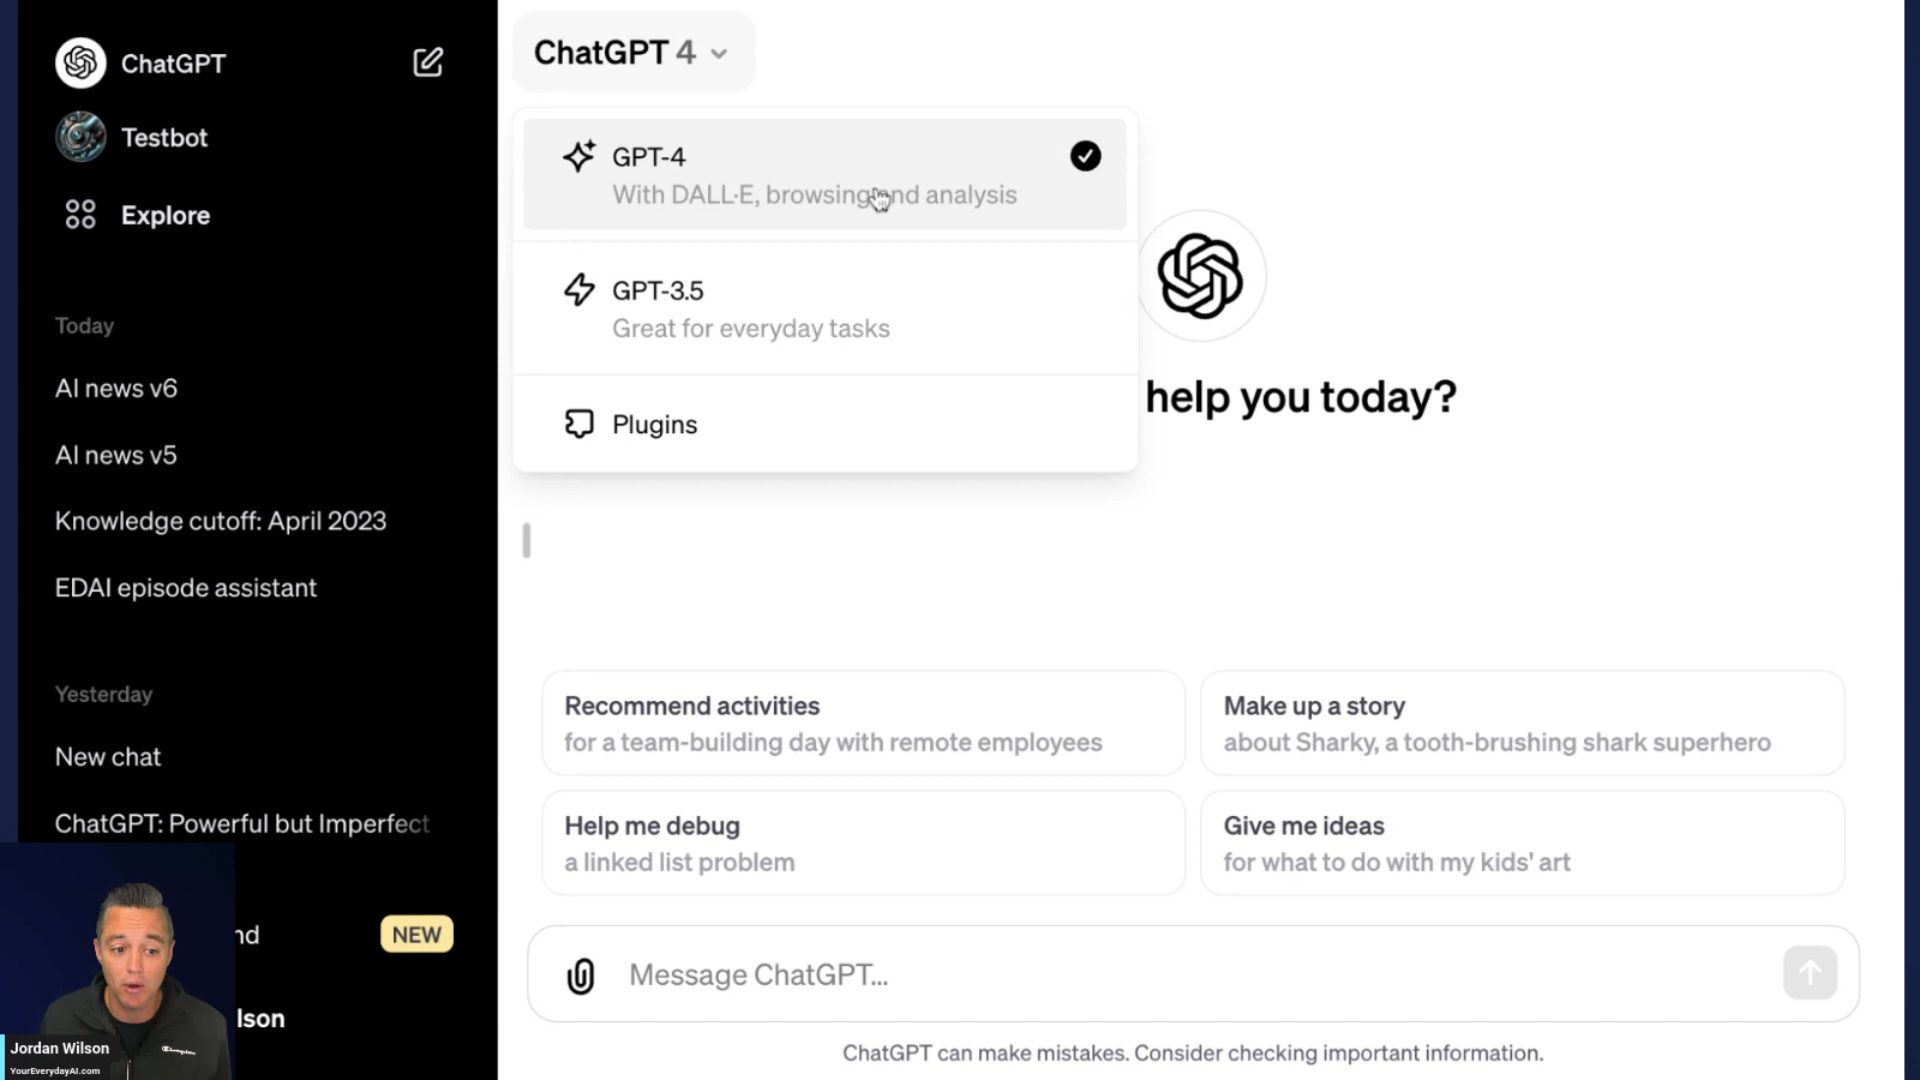 ChatGPT
Testbot
Explore
Today
AI news v6
AI news v5
Knowledge cutoff: April 2023
EDAI episode assistant
Yesterday
New chat
ChatGPT: Powerful but Imperfect
nd
NEW
lson
Jordan Wilson
YourEverydayAI.com
Champion
ChatGPT 4
GPT-4
With DALL·E, browsing and analysis
GPT-3.5
Great for everyday tasks
Plugins
help you today?
Recommend activities
for a team-building day with remote employees
Make up a story
about Sharky, a tooth-brushing shark superhero
Help me debug
a linked list problem
Give me ideas
for what to do with my kids' art
Message ChatGPT...
ChatGPT can make mistakes. Consider checking important information.